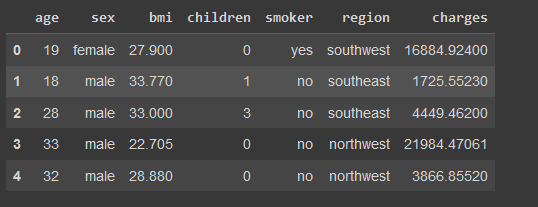 age sex bmi children smoker region charges
0 19 female 27.900 0 yes southwest 16884.92400
1 18 male 33.770 1 no southeast 1725.55230
2 28 male 33.000 3 no southeast 4449.46200
3 33 male 22.705 0 no northwest 21984.47061
4 32 male 28.880 0 no northwest 3866.85520